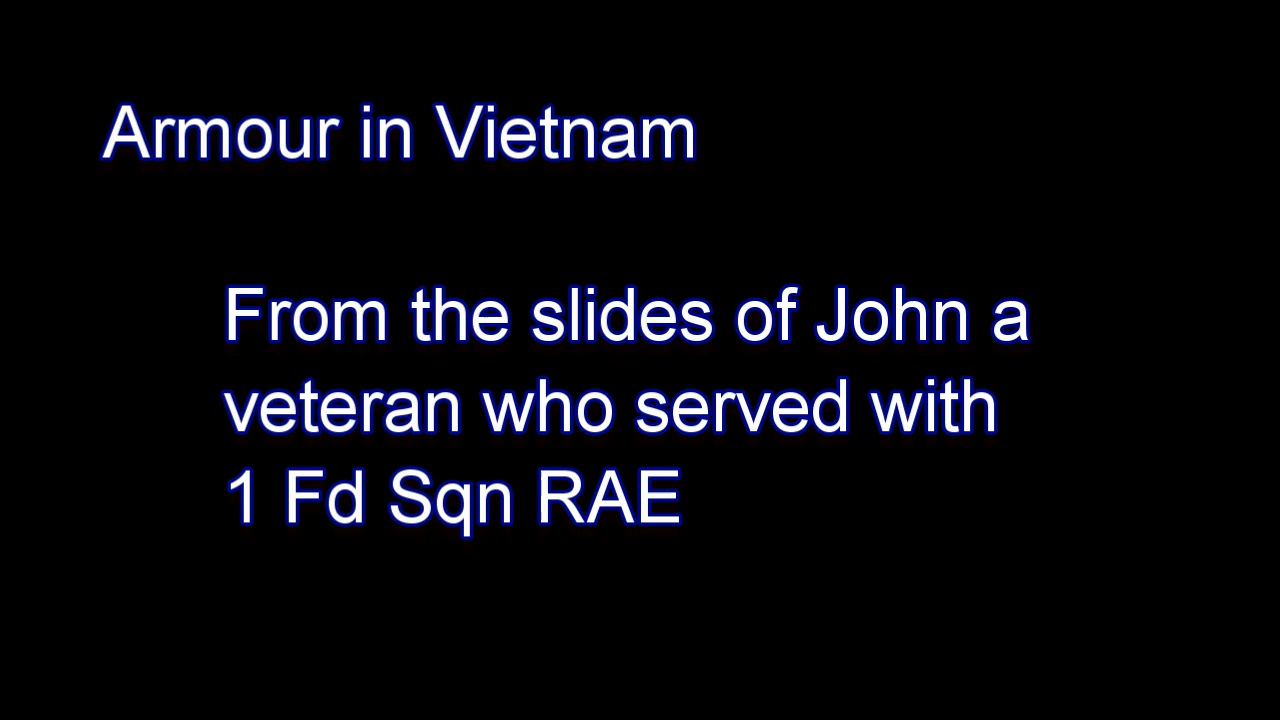 Armour in Vietnam
From the slides of John a
veteran who served with
1 Fd Sqn RAE